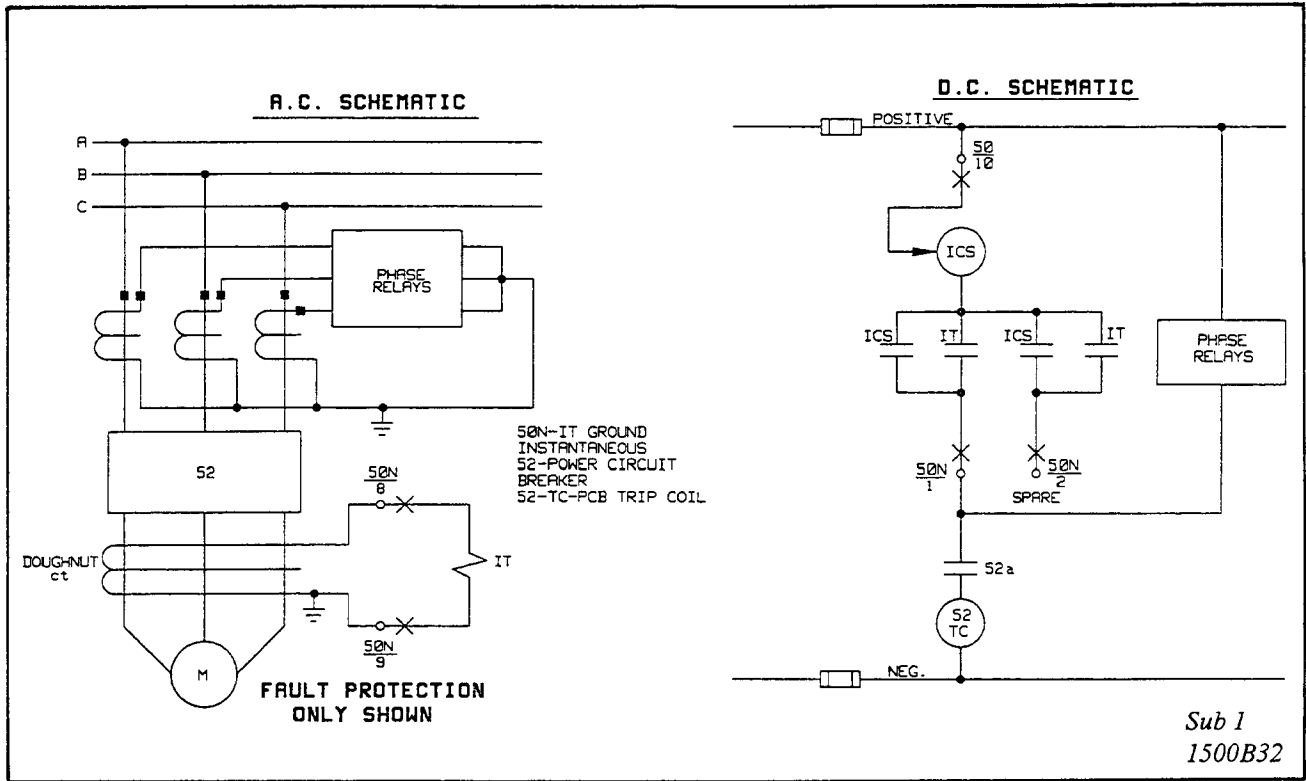 A.C. SCHEMATIC
A
B
C
PHASE
RELAYS
52
50N-IT GROUND
INSTANTANEOUS
52-POWER CIRCUIT
BREAKER
52-TC-PCB TRIP COIL
50N
8
IT
DOUGHNUT
ct
50N
9
M
FAULT PROTECTION
ONLY SHOWN
D.C. SCHEMATIC
POSITIVE
50
10
ICS
ICS
IT
ICS
IT
PHASE
RELAYS
50N
1
50N
2
SPARE
52a
52
TC
NEG.
Sub 1
1500B32